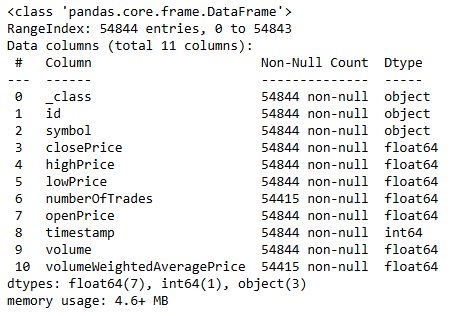 <class 'pandas.core.frame.DataFrame'>
RangeIndex: 54844 entries, 0 to 54843
Data columns (total 11 columns):
 #   Column                      Non-Null Count  Dtype
---  ------                      --------------  -----
 0   _class                      54844 non-null  object
 1   id                          54844 non-null  object
 2   symbol                      54844 non-null  object
 3   closePrice                  54844 non-null  float64
 4   highPrice                   54844 non-null  float64
 5   lowPrice                    54844 non-null  float64
 6   numberOfTrades              54415 non-null  float64
 7   openPrice                   54844 non-null  float64
 8   timestamp                   54844 non-null  int64
 9   volume                      54844 non-null  float64
 10  volumeWeightedAveragePrice  54415 non-null  float64
dtypes: float64(7), int64(1), object(3)
memory usage: 4.6+ MB